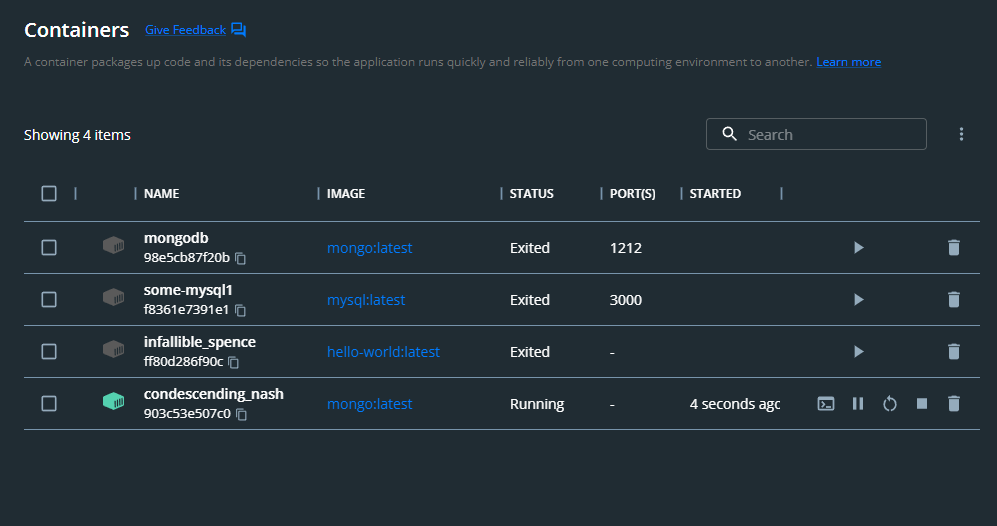 Containers Give Feedback
A container packages up code and its dependencies so the application runs quickly and reliably from one computing environment to another. Learn more
Showing 4 items
Search
NAME IMAGE STATUS PORT(S) STARTED
mongodb
98e5cb87f20b mongo:latest Exited 1212
some-mysql1
f8361e7391e1 mysql:latest Exited 3000
infallible_spence
ff80d286f90c hello-world:latest Exited -
condescending_nash
903c53e507c0 mongo:latest Running - 4 seconds agc